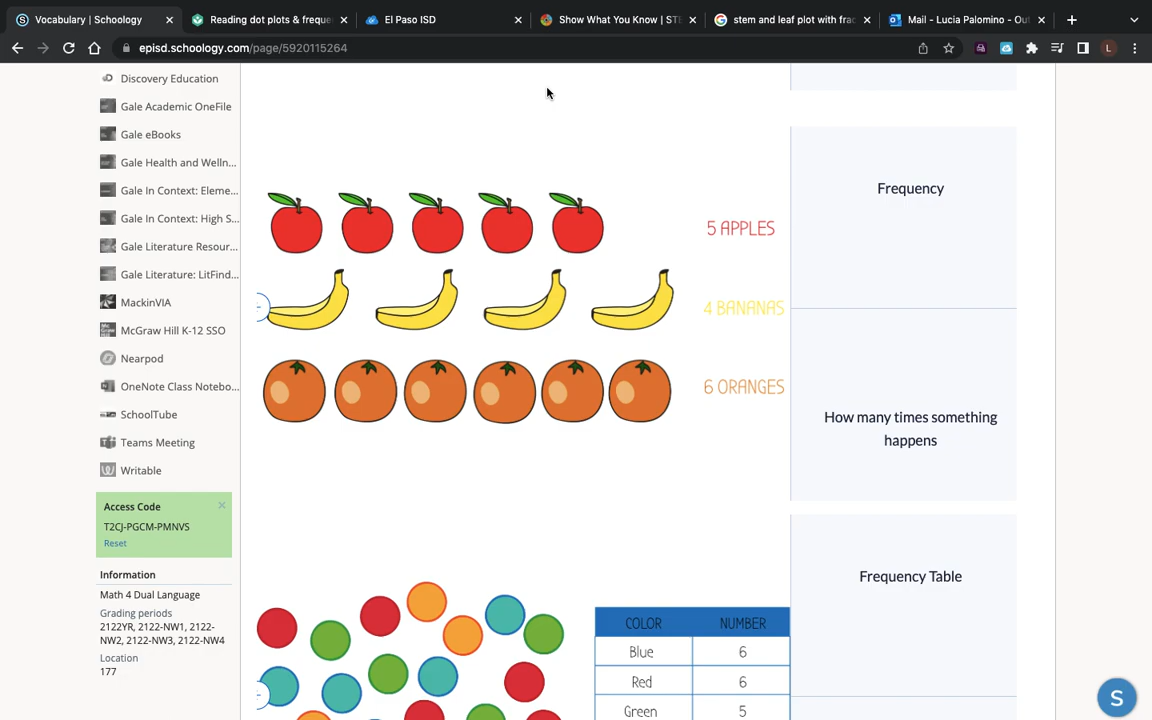 Vocabulary | Schoology
Reading dot plots & freque
El Paso ISD
Show What You Know | STE
stem and leaf plot with frac
Mail - Lucia Palomino - Out
episd.schoology.com/page/5920115264
L
Discovery Education
Gale Academic OneFile
Gale eBooks
Gale Health and Welln...
Gale In Context: Eleme...
Gale In Context: High S...
Gale Literature Resour...
Gale Literature: LitFind...
MackinVIA
McGraw Hill K-12 SSO
Nearpod
OneNote Class Notebo...
SchoolTube
Teams Meeting
Writable
Access Code
T2CJ-PGCM-PMNVS
Reset
Information
Math 4 Dual Language
Grading periods
2122YR, 2122-NW1, 2122-
NW2, 2122-NW3, 2122-NW4
Location
177
5 APPLES
4 BANANAS
6 ORANGES
Frequency
How many times something
happens
Frequency Table
COLOR NUMBER
Blue 6
Red 6
Green 5
S